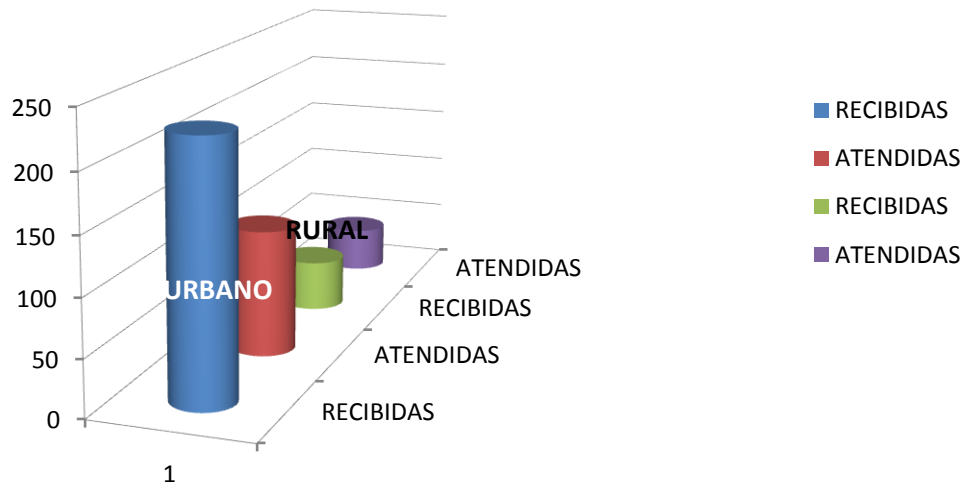 250
200
150
100
50
0
1
URBANO
RURAL
ATENDIDAS
RECIBIDAS
ATENDIDAS
RECIBIDAS
RECIBIDAS
ATENDIDAS
RECIBIDAS
ATENDIDAS